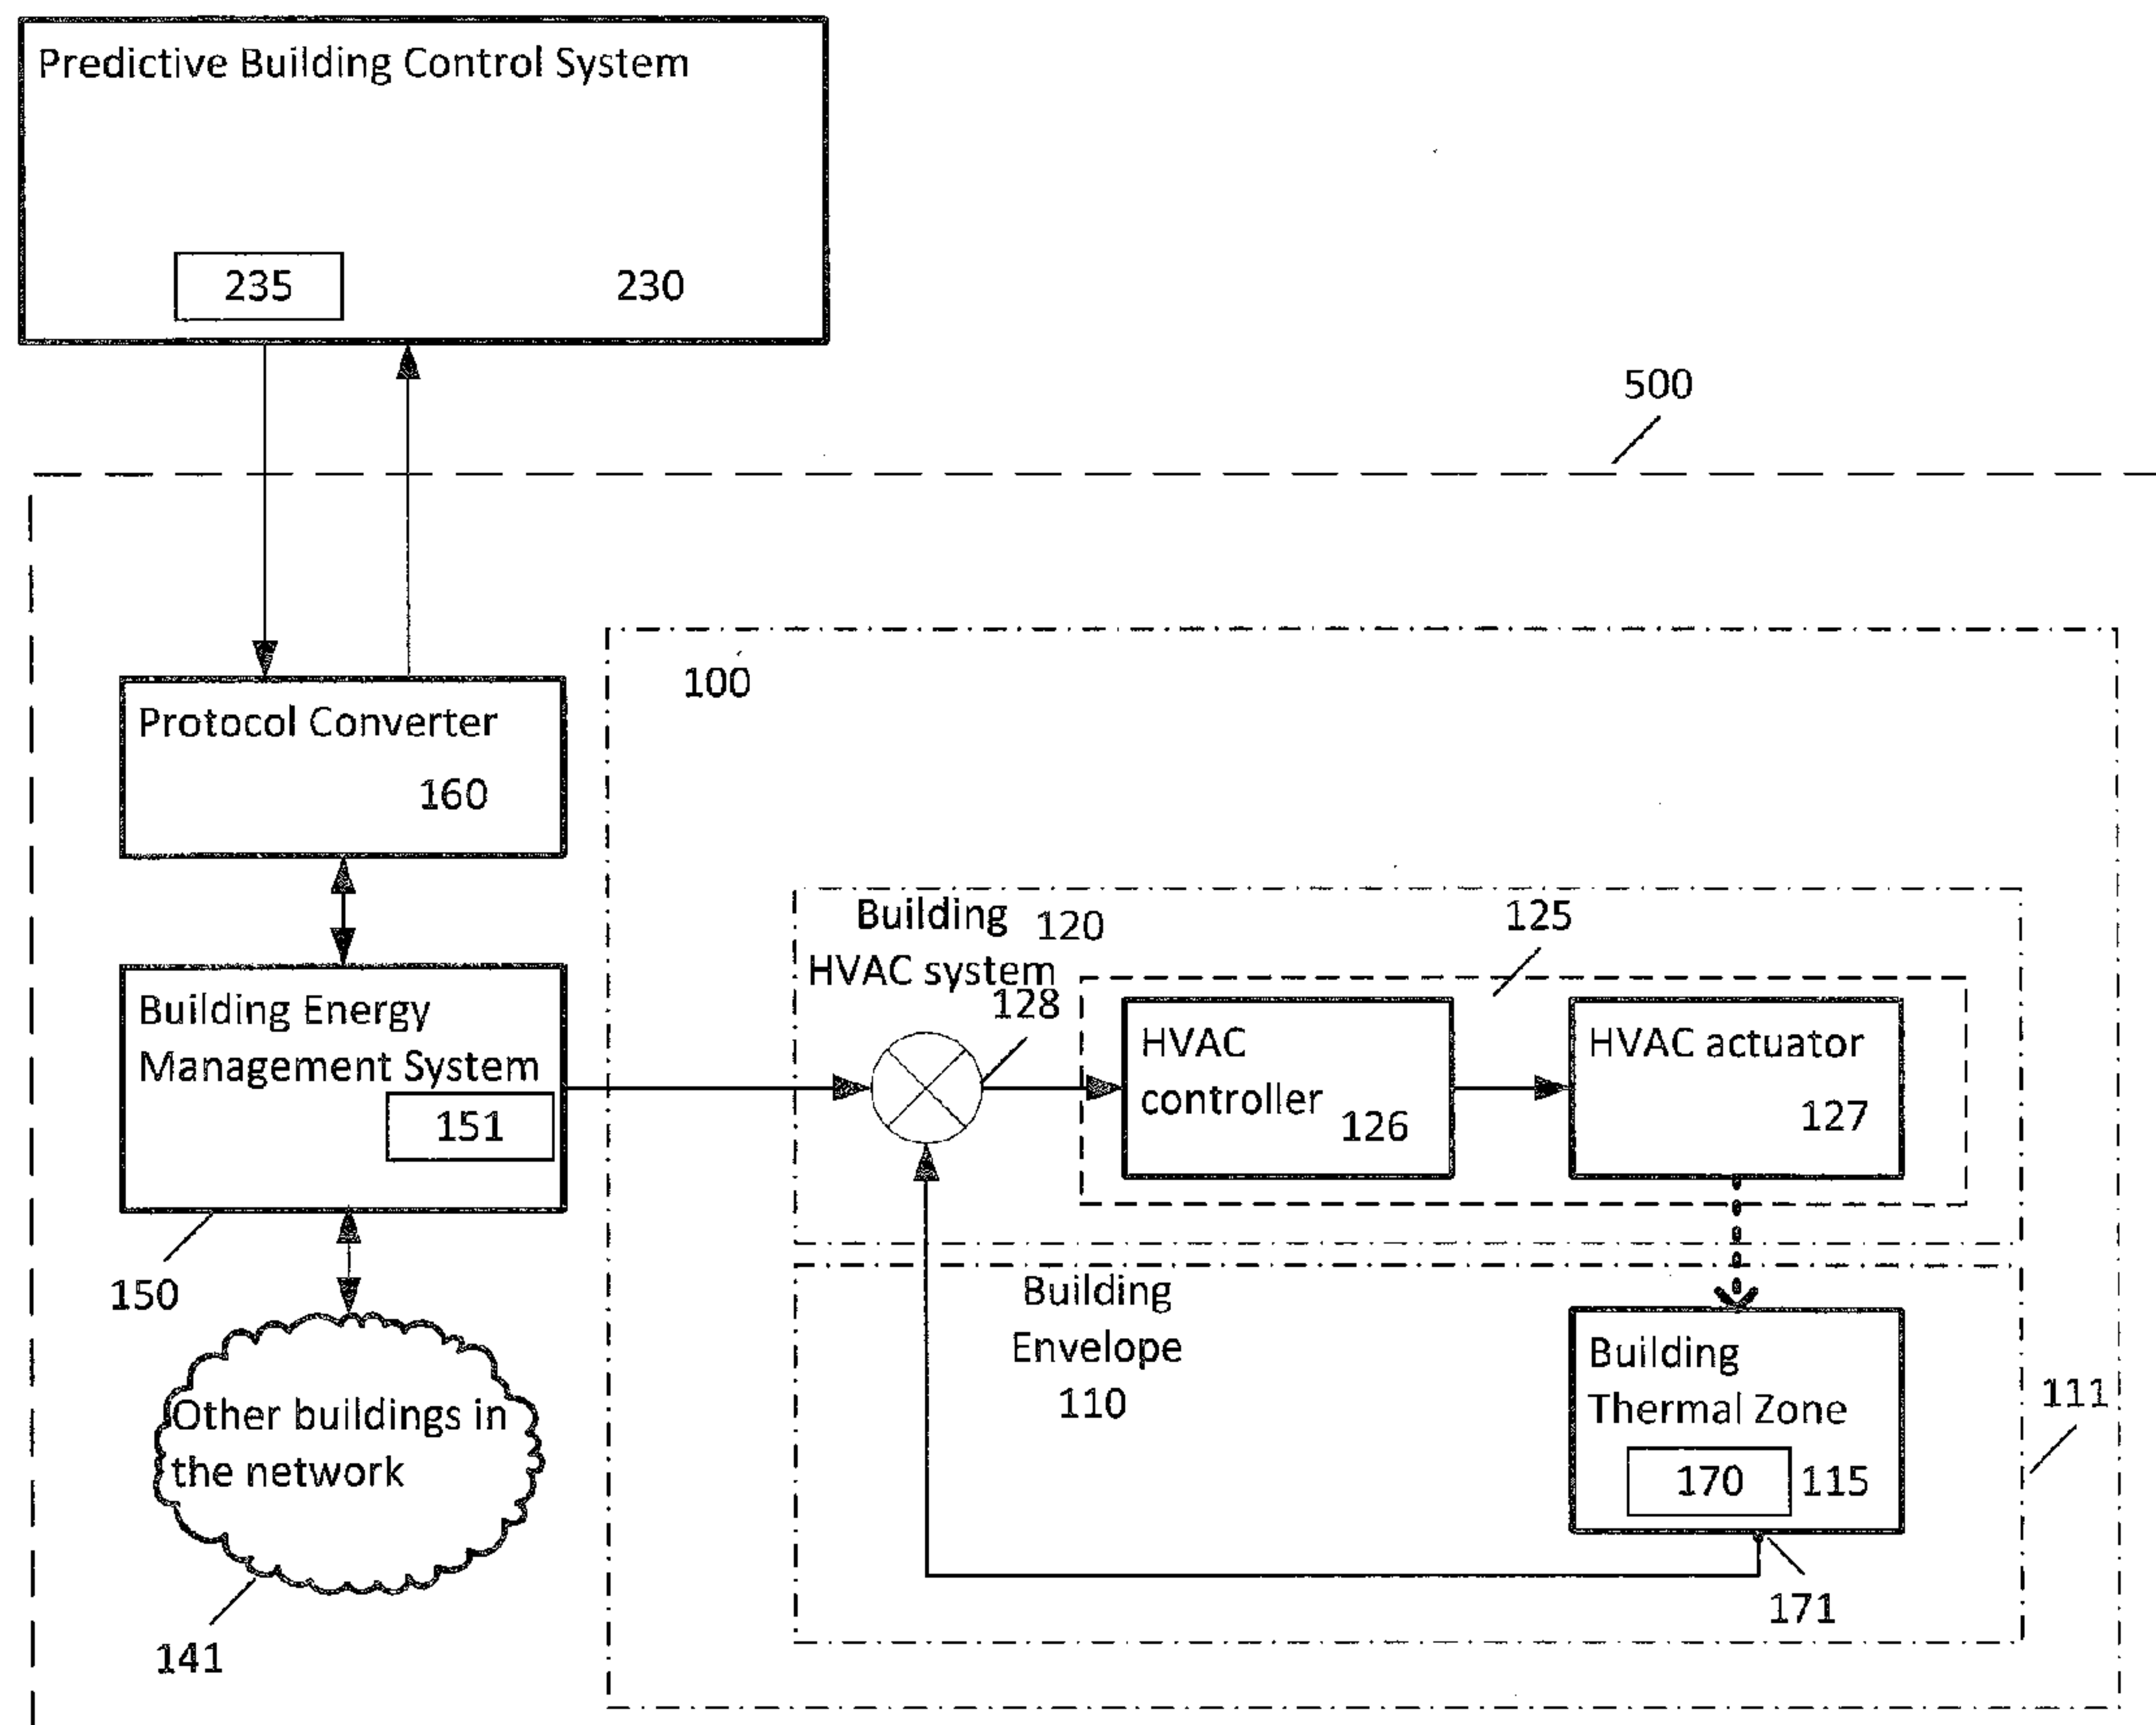 Predictive Building Control System
235
230
500
100
Protocol Converter
160
Building
HVAC system
120
125
128
HVAC
controller
126
HVAC actuator
127
Building Energy
Management System
151
150
Building
Envelope
110
Building
Thermal Zone
170
115
111
171
Other buildings in
the network
141